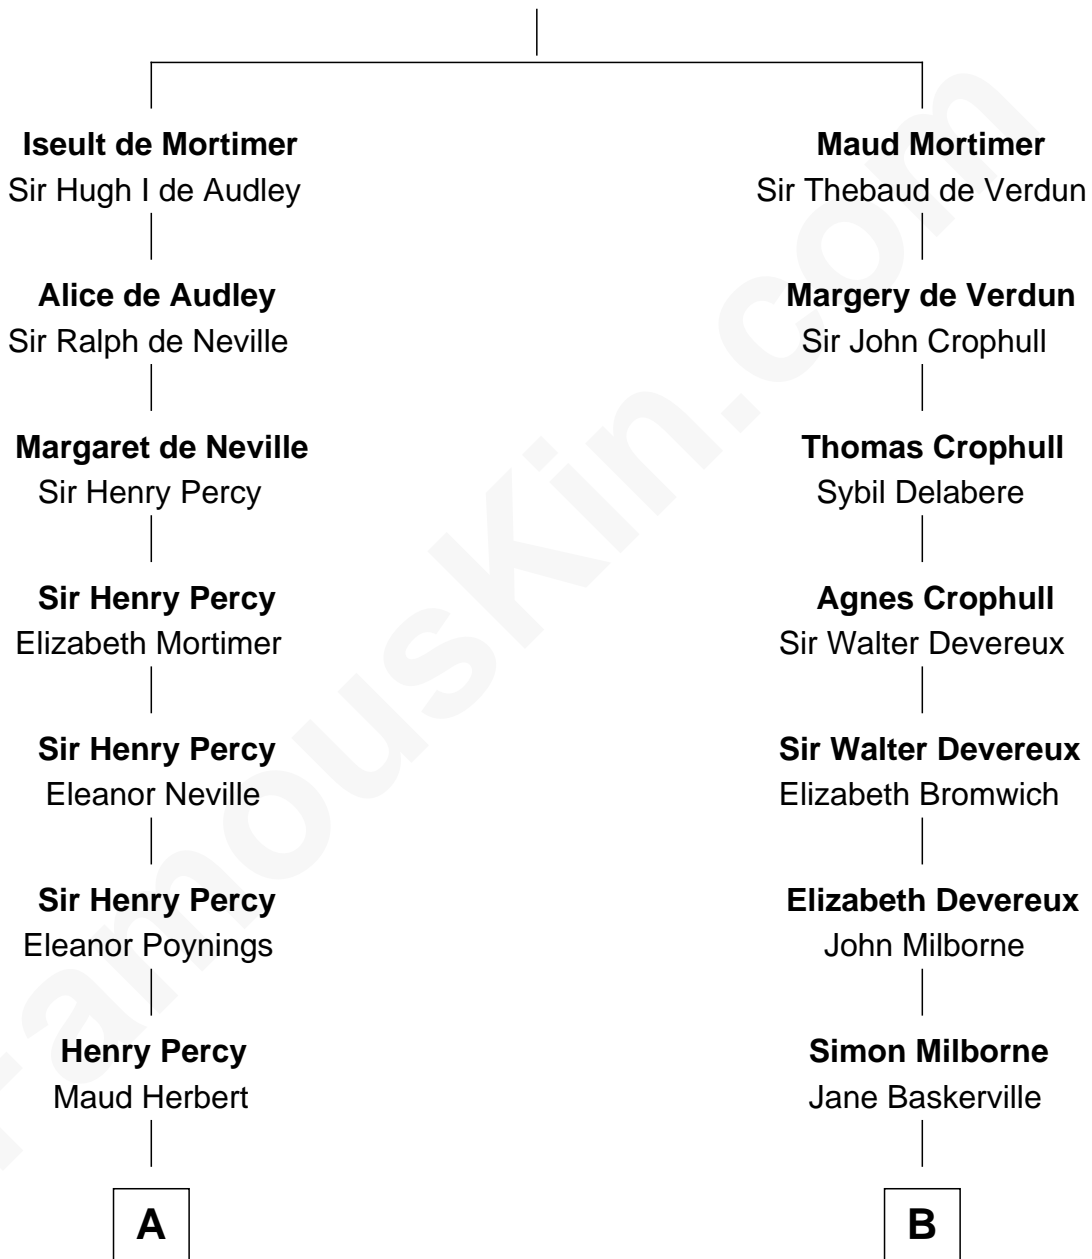 Iseult de Mortimer
Sir Hugh I de Audley
Alice de Audley
Sir Ralph de Neville
Margaret de Neville
Sir Henry Percy
Sir Henry Percy
Elizabeth Mortimer
Sir Henry Percy
Eleanor Neville
Sir Henry Percy
Eleanor Poynings
Henry Percy
Maud Herbert
A
Maud Mortimer
Sir Thebaud de Verdun
Margery de Verdun
Sir John Crophull
Thomas Crophull
Sybil Delabere
Agnes Crophull
Sir Walter Devereux
Sir Walter Devereux
Elizabeth Bromwich
Elizabeth Devereux
John Milborne
Simon Milborne
Jane Baskerville
B
FamousKin.com